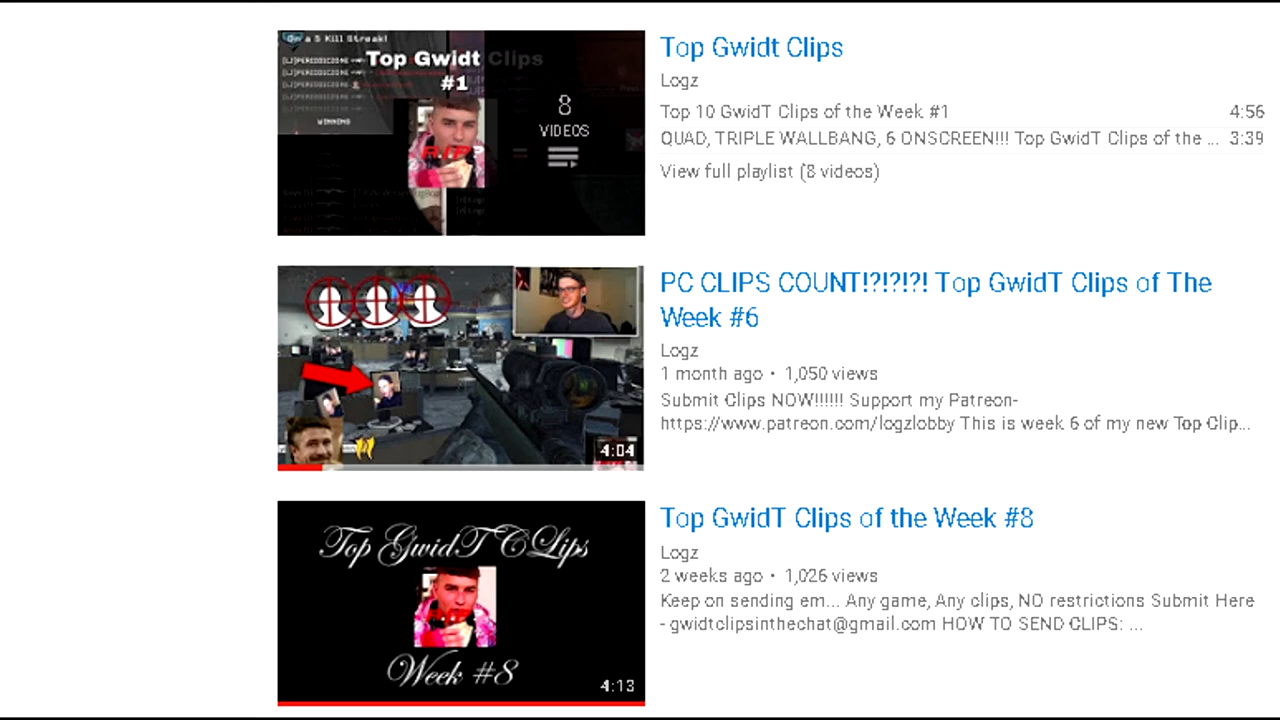 On a 5 Kill Streak!
Top Gwidt Clips
#1
WINNING
R.I.P
8
VIDEOS
Top Gwidt Clips
Logz
Top 10 GwidT Clips of the Week #1 4:56
QUAD, TRIPLE WALLBANG, 6 ONSCREEN!!! Top GwidT Clips of the ... 3:39
View full playlist (8 videos)
4:04
PC CLIPS COUNT!?!?!?! Top GwidT Clips of The
Week #6
Logz
1 month ago • 1,050 views
Submit Clips NOW!!!!!! Support my Patreon-
https://www.patreon.com/logzlobby This is week 6 of my new Top Clip...
Top GwidT CLips
Week #8
4:13
Top GwidT Clips of the Week #8
Logz
2 weeks ago • 1,026 views
Keep on sending em... Any game, Any clips, NO restrictions Submit Here
- gwidtclipsinthechat@gmail.com HOW TO SEND CLIPS: ...